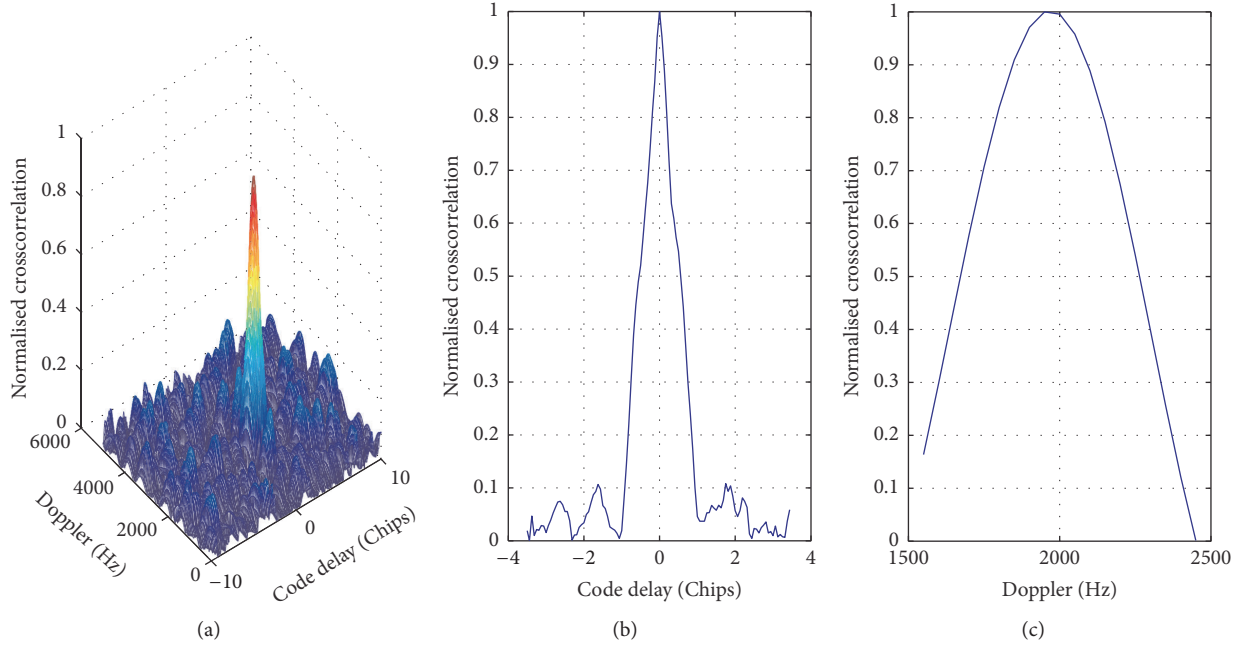 1
0.8
0.6
0.4
0.2
0
Normalised crosscorrelation
6000
4000
2000
0
Doppler (Hz)
−10
0
10
Code delay (Chips)
(a)
1
0.9
0.8
0.7
0.6
0.5
0.4
0.3
0.2
0.1
0
Normalised crosscorrelation
−4 −2 0 2 4
Code delay (Chips)
(b)
1
0.9
0.8
0.7
0.6
0.5
0.4
0.3
0.2
0.1
0
Normalised crosscorrelation
1500 2000 2500
Doppler (Hz)
(c)